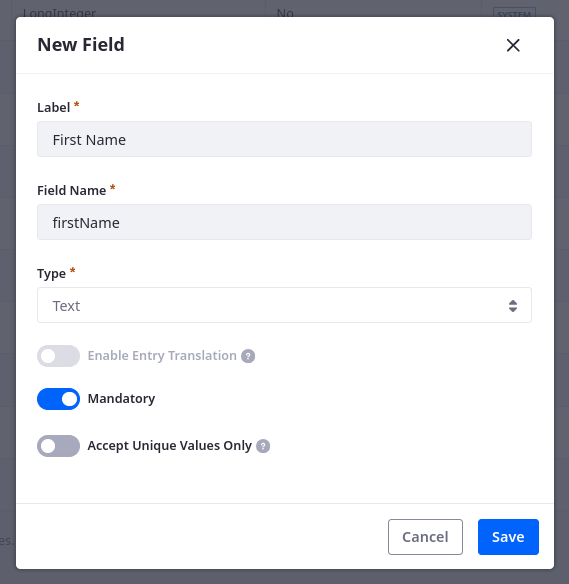 LongInteger No SYSTEM
New Field
Label *
First Name
Field Name *
firstName
Type *
Text
Enable Entry Translation ?
Mandatory
Accept Unique Values Only ?
es.
Cancel Save